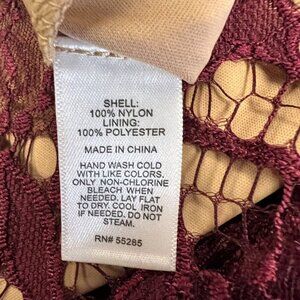 SHELL:
100% NYLON
LINING:
100% POLYESTER
MADE IN CHINA
HAND WASH COLD
WITH LIKE COLORS.
ONLY NON-CHLORINE
BLEACH WHEN
NEEDED. LAY FLAT
TO DRY. COOL IRON
IF NEEDED. DO NOT
STEAM.
RN# 55285